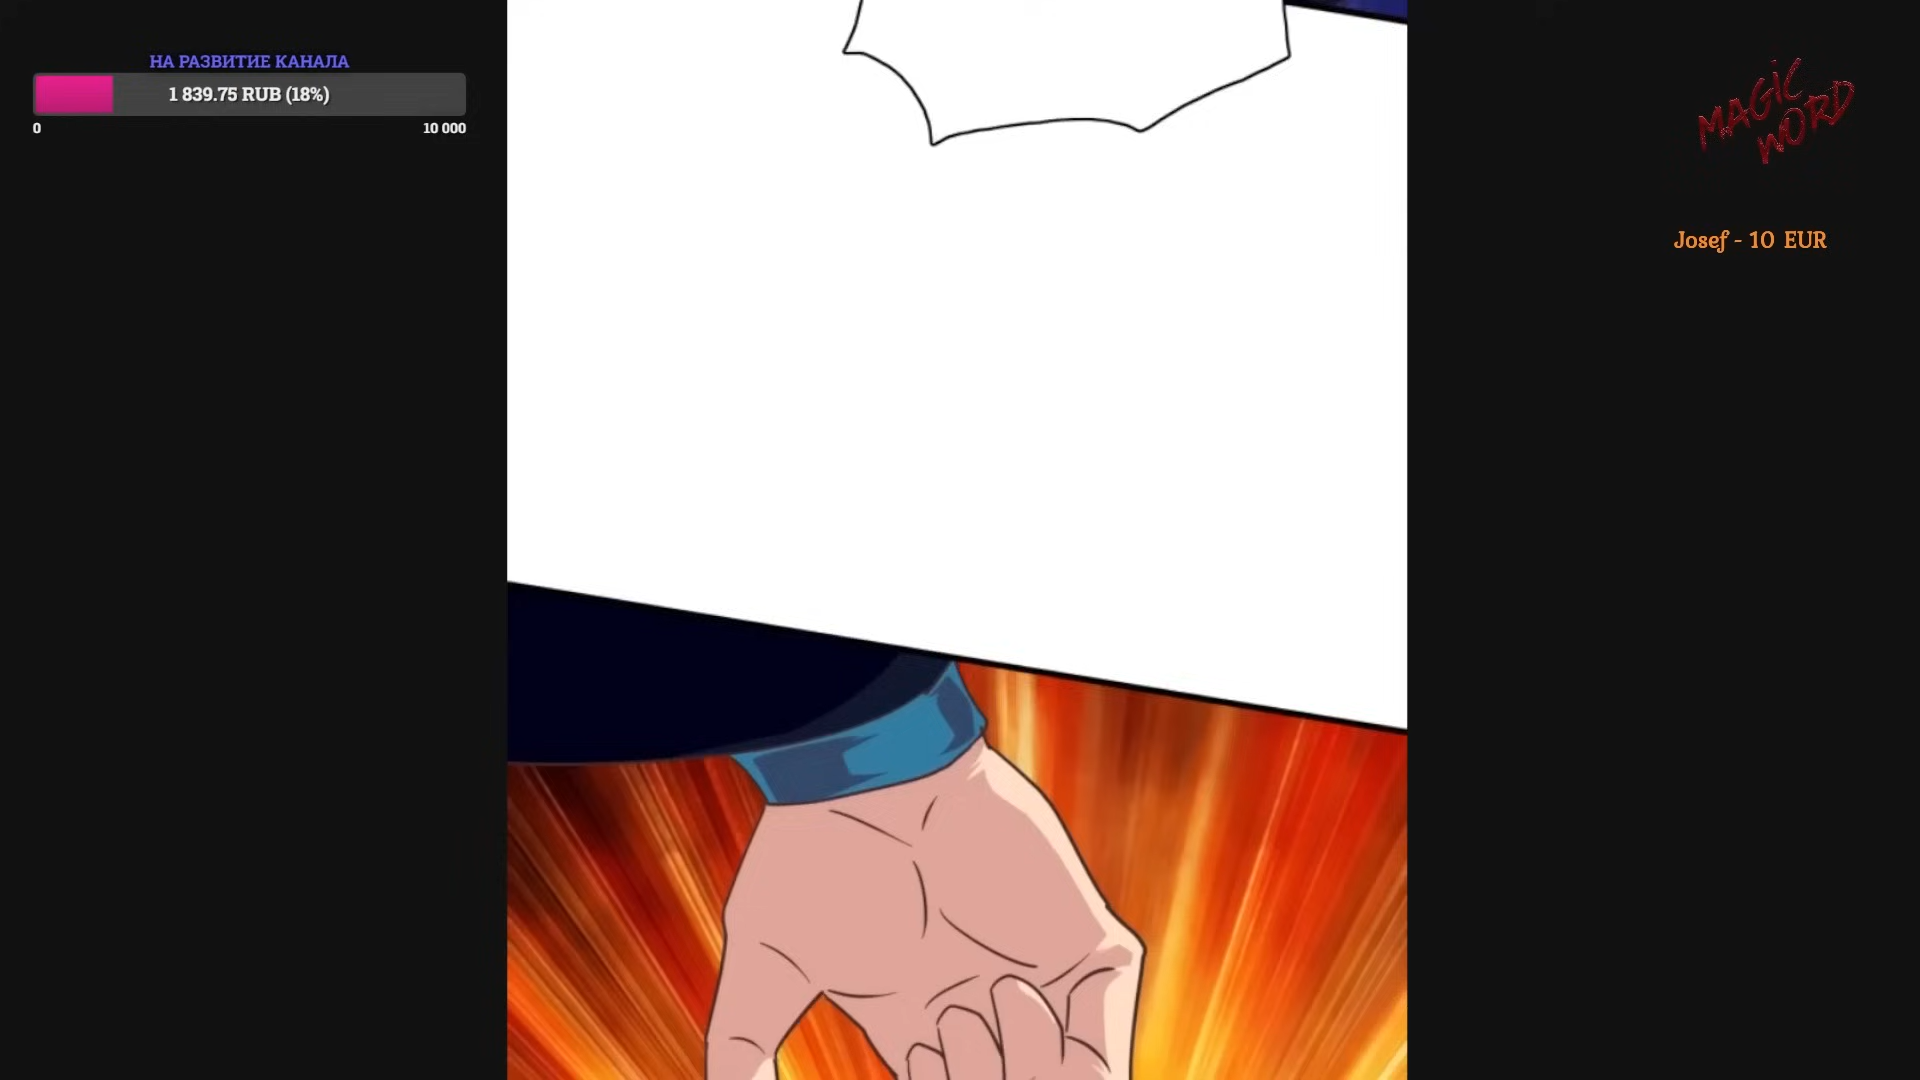 НА РАЗВИТИЕ КАНАЛА
1 839.75 RUB (18%)
0
10 000
MAGIC
WORD
Josef - 10 EUR